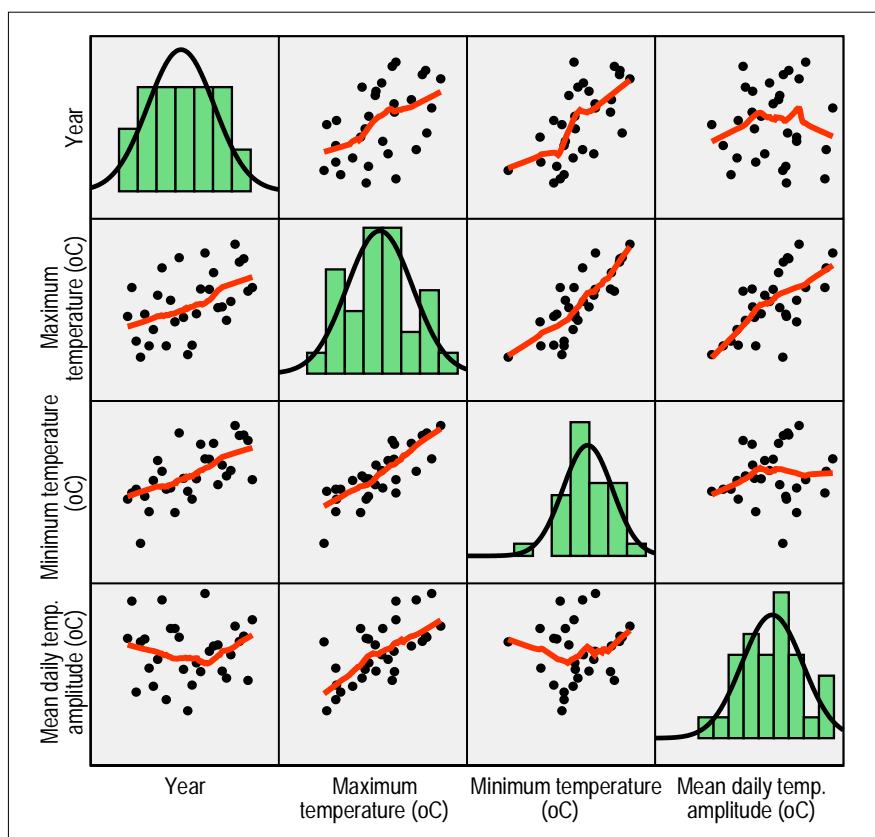 Year
Maximum
temperature (oC)
Minimum temperature
(oC)
Mean daily temp.
amplitude (oC)
Year
Maximum
temperature (oC)
Minimum temperature
(oC)
Mean daily temp.
amplitude (oC)